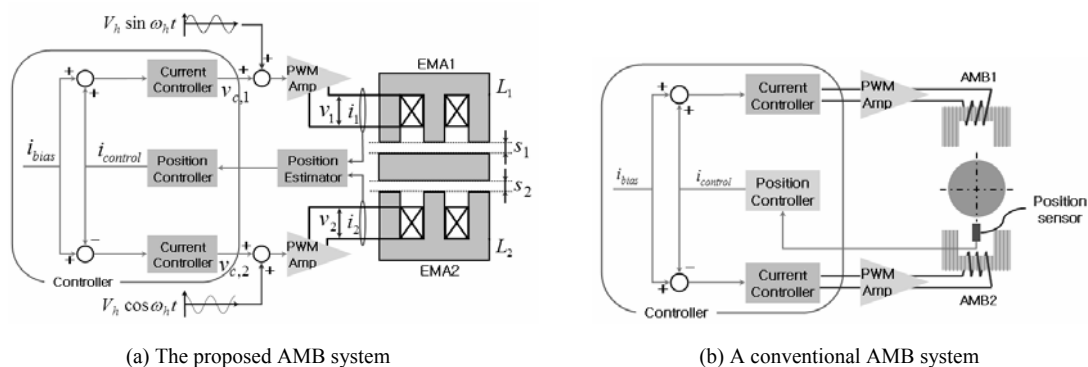 V_h sin ω_h t
Current Controller
v_c,1
PWM Amp
EMA1
L_1
v_1
i_1
s_1
i_bias
i_control
Position Controller
Position Estimator
s_2
v_2
i_2
L_2
Current Controller
v_c,2
PWM Amp
EMA2
Controller
V_h cos ω_h t
(a) The proposed AMB system
Current Controller
PWM Amp
AMB1
i_bias
i_control
Position Controller
Position sensor
Current Controller
PWM Amp
AMB2
Controller
(b) A conventional AMB system